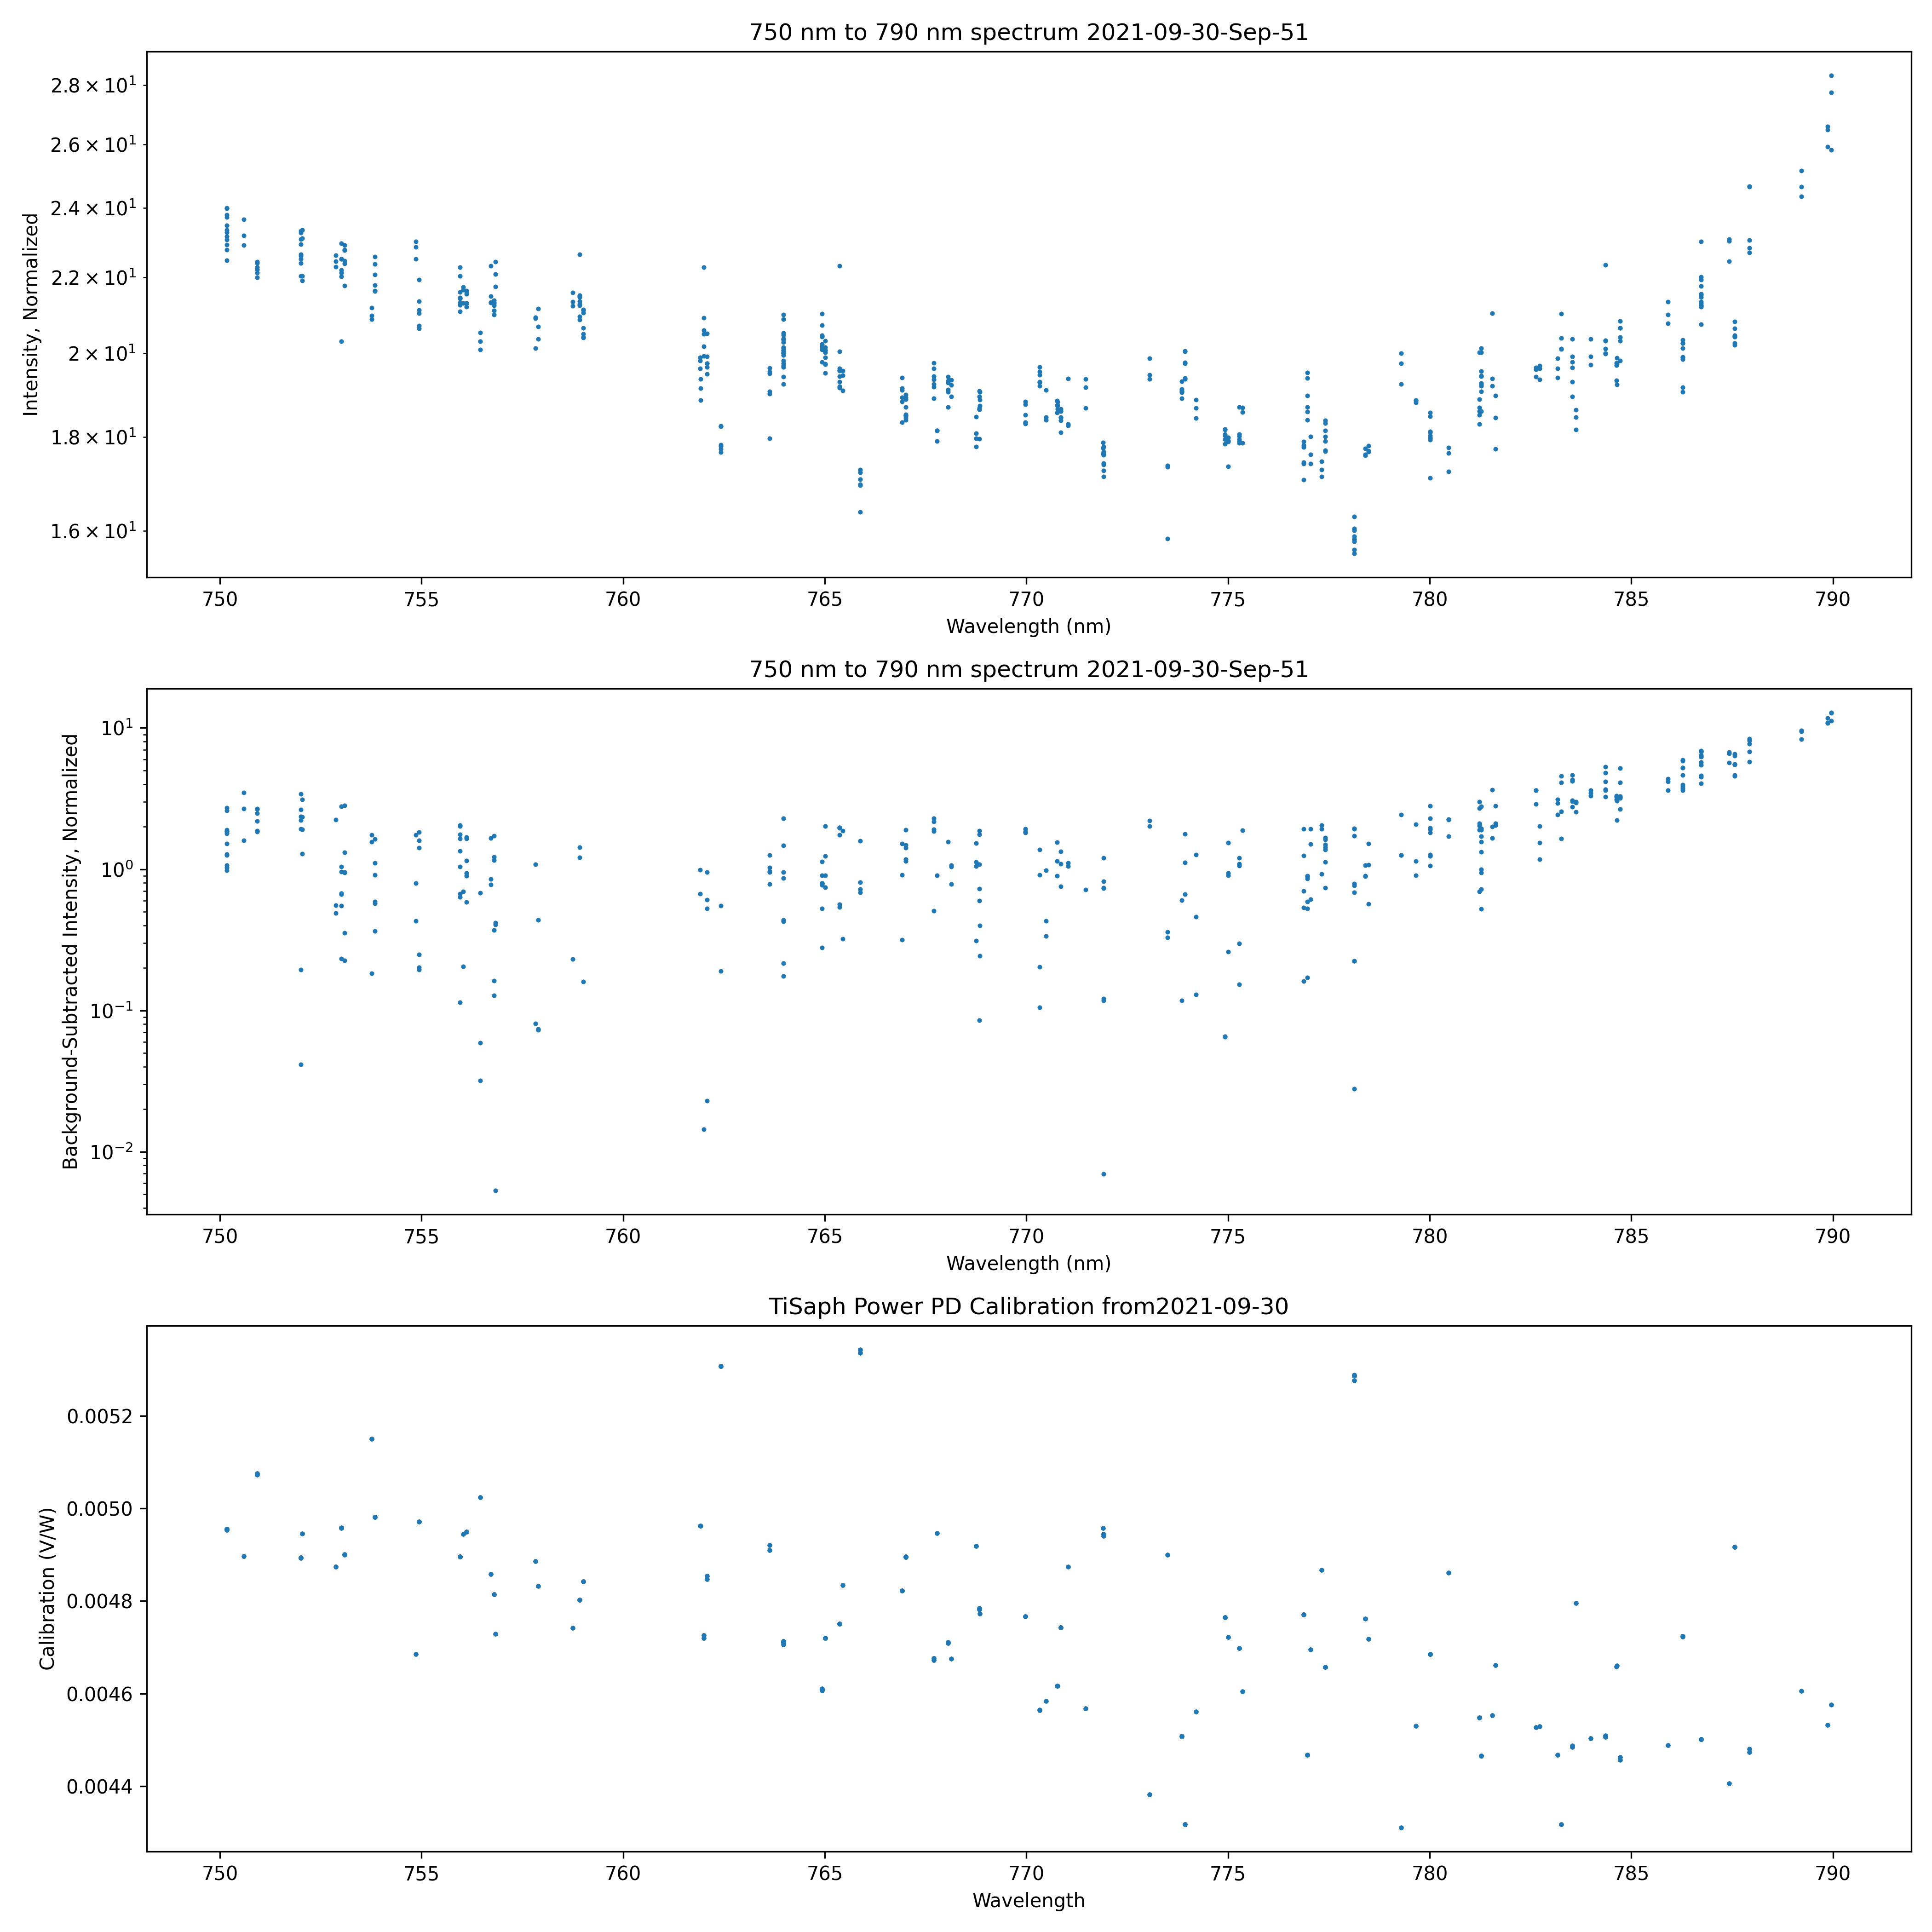 750 nm to 790 nm spectrum 2021-09-30-Sep-51
Intensity, Normalized
2.8 × 10¹
2.6 × 10¹
2.4 × 10¹
2.2 × 10¹
2 × 10¹
1.8 × 10¹
1.6 × 10¹
750 755 760 765 770 775 780 785 790
Wavelength (nm)
750 nm to 790 nm spectrum 2021-09-30-Sep-51
Background-Subtracted Intensity, Normalized
10¹
10⁰
10⁻¹
10⁻²
750 755 760 765 770 775 780 785 790
Wavelength (nm)
TiSaph Power PD Calibration from2021-09-30
Calibration (V/W)
0.0052
0.0050
0.0048
0.0046
0.0044
750 755 760 765 770 775 780 785 790
Wavelength